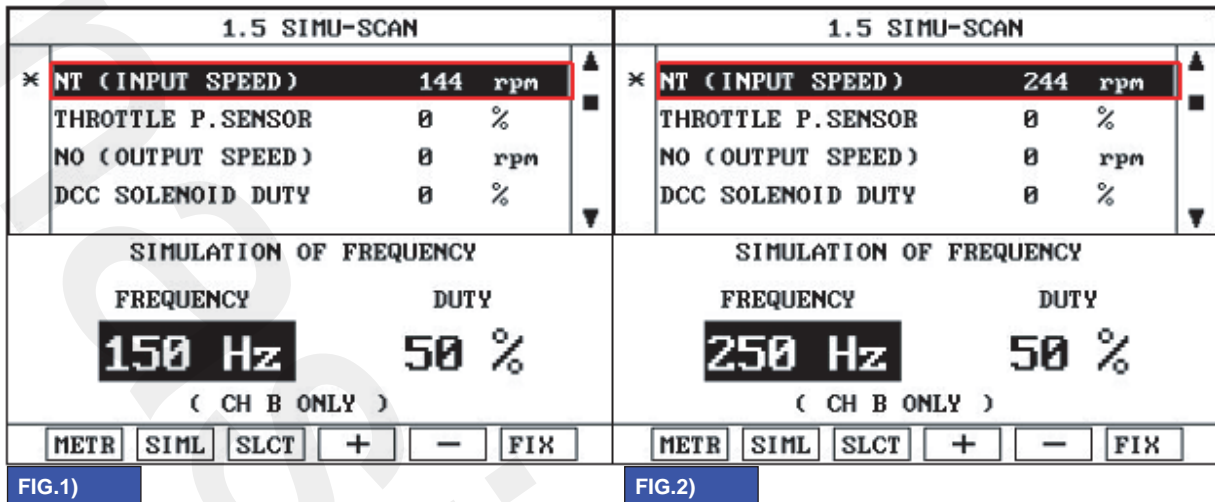 1.5 SIMU-SCAN
* NT (INPUT SPEED) 144 rpm
THROTTLE P.SENSOR 0 %
NO (OUTPUT SPEED) 0 rpm
DCC SOLENOID DUTY 0 %
SIMULATION OF FREQUENCY
FREQUENCY DUTY
150 Hz 50 %
( CH B ONLY )
METR SIML SLCT + - FIX
FIG.1)
1.5 SIMU-SCAN
* NT (INPUT SPEED) 244 rpm
THROTTLE P.SENSOR 0 %
NO (OUTPUT SPEED) 0 rpm
DCC SOLENOID DUTY 0 %
SIMULATION OF FREQUENCY
FREQUENCY DUTY
250 Hz 50 %
( CH B ONLY )
METR SIML SLCT + - FIX
FIG.2)